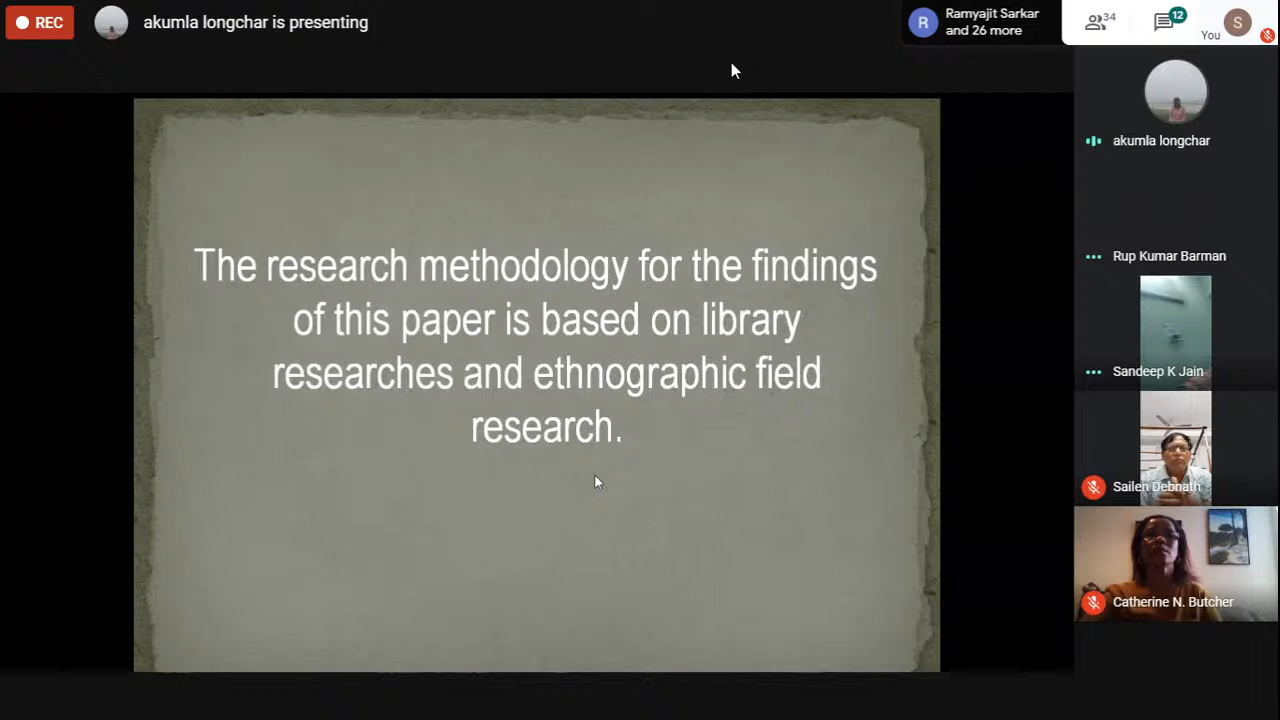 REC
akumla longchar is presenting
R
Ramyajit Sarkar
and 26 more
34
12
You
S
akumla longchar
Rup Kumar Barman
Sandeep K Jain
Sailen Debnath
Catherine N. Butcher
The research methodology for the findings
of this paper is based on library
researches and ethnographic field
research.